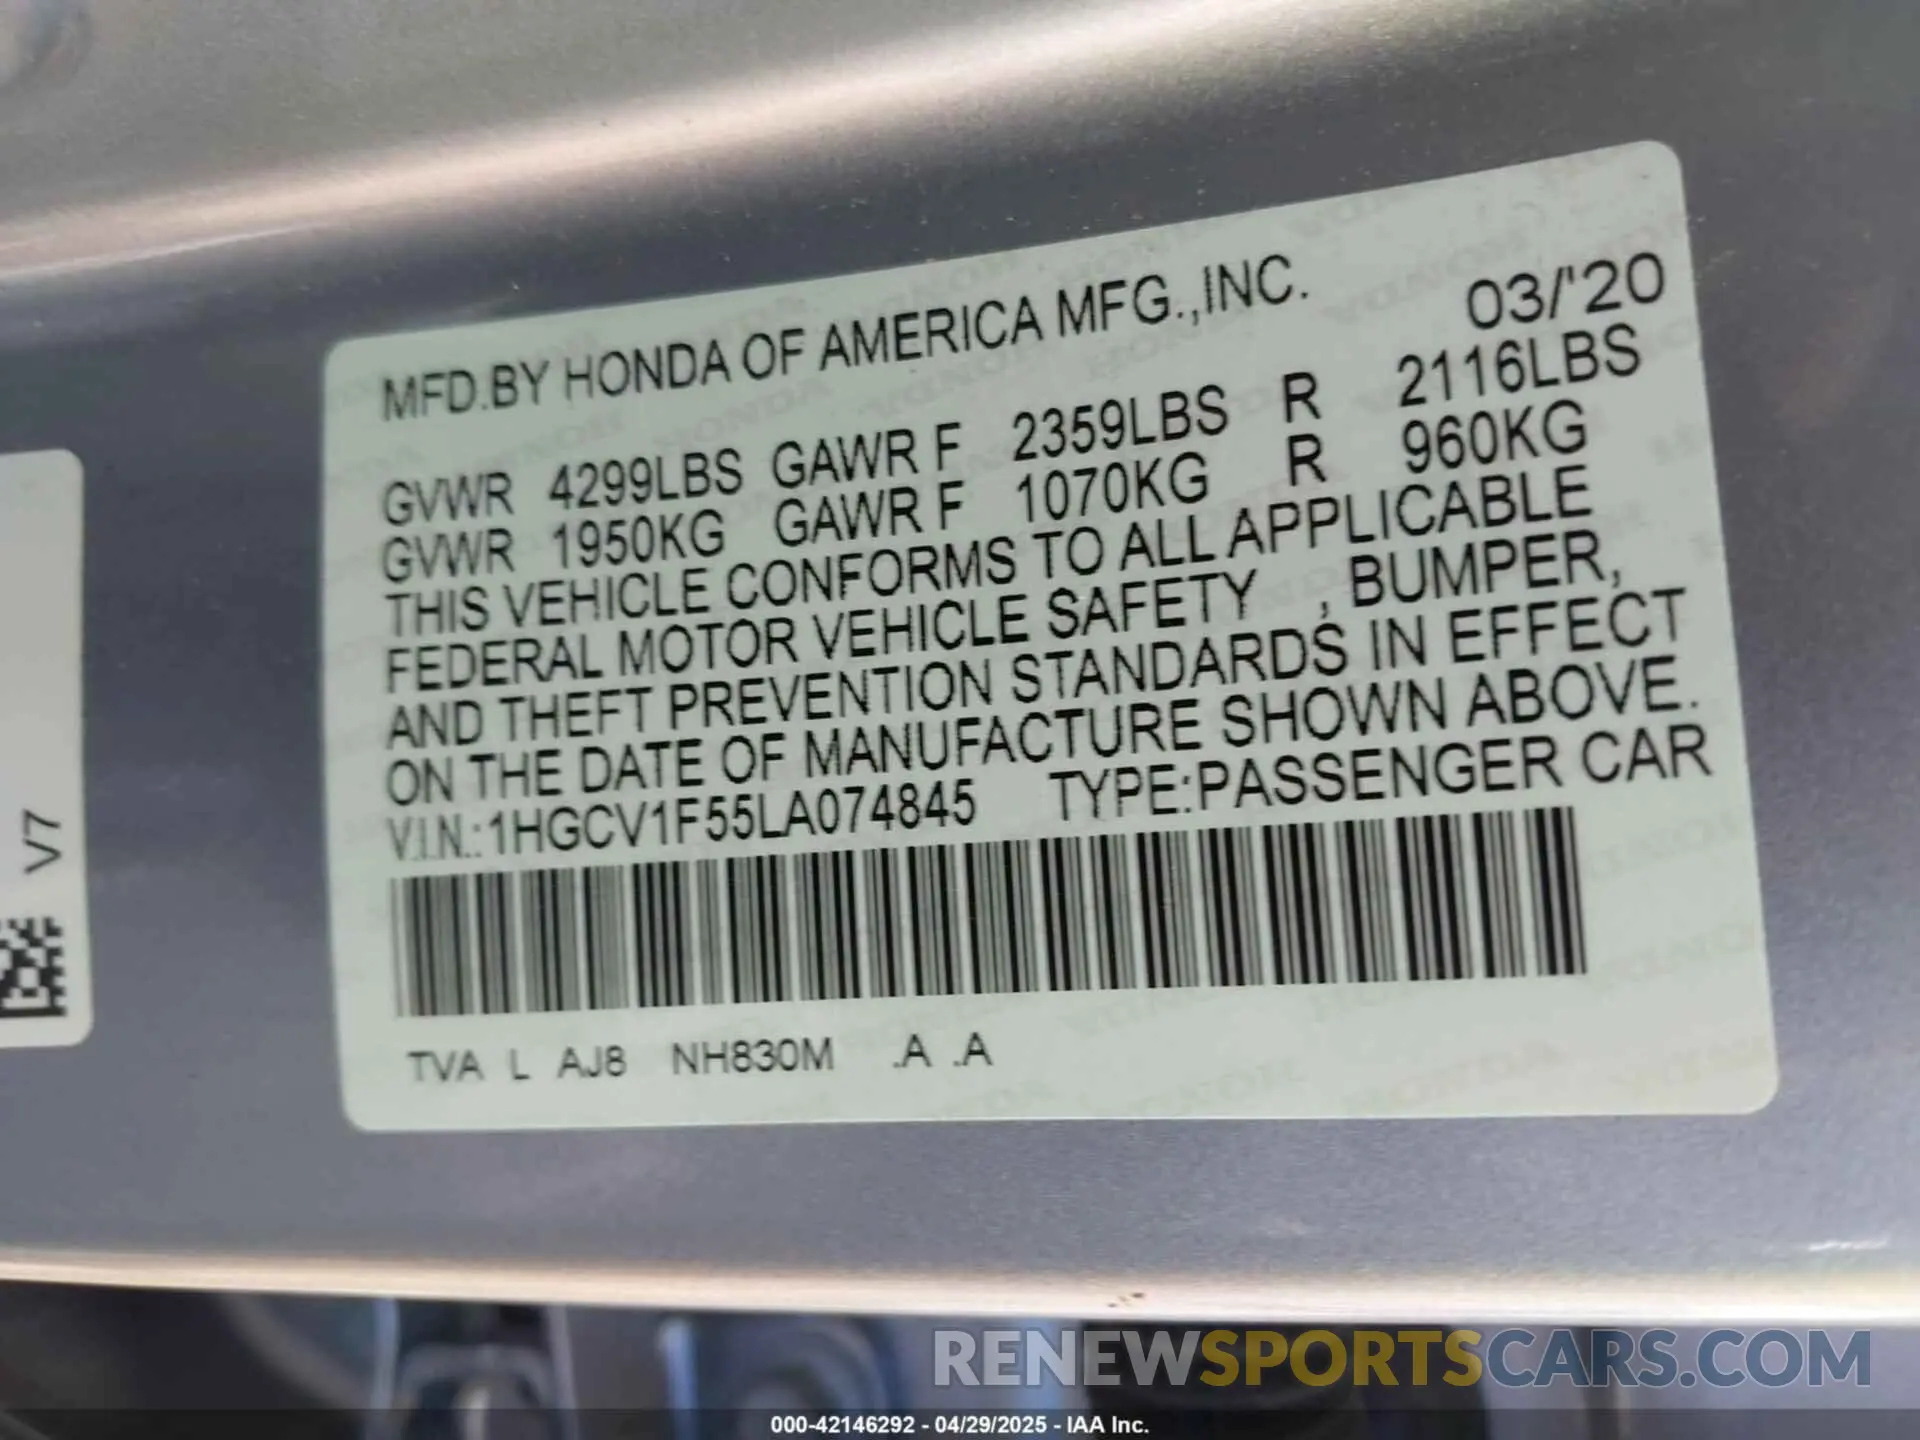 MFD.BY HONDA OF AMERICA MFG.,INC. 03/'20
GVWR 4299LBS GAWR F 2359LBS R 2116LBS
GVWR 1950KG GAWR F 1070KG R 960KG
THIS VEHICLE CONFORMS TO ALL APPLICABLE
FEDERAL MOTOR VEHICLE SAFETY , BUMPER,
AND THEFT PREVENTION STANDARDS IN EFFECT
ON THE DATE OF MANUFACTURE SHOWN ABOVE.
V.I.N.:1HGCV1F55LA074845 TYPE:PASSENGER CAR
TVA L AJ8 NH830M .A .A
V7
RENEWSPORTSCARS.COM
000-42146292 - 04/29/2025 - IAA Inc.